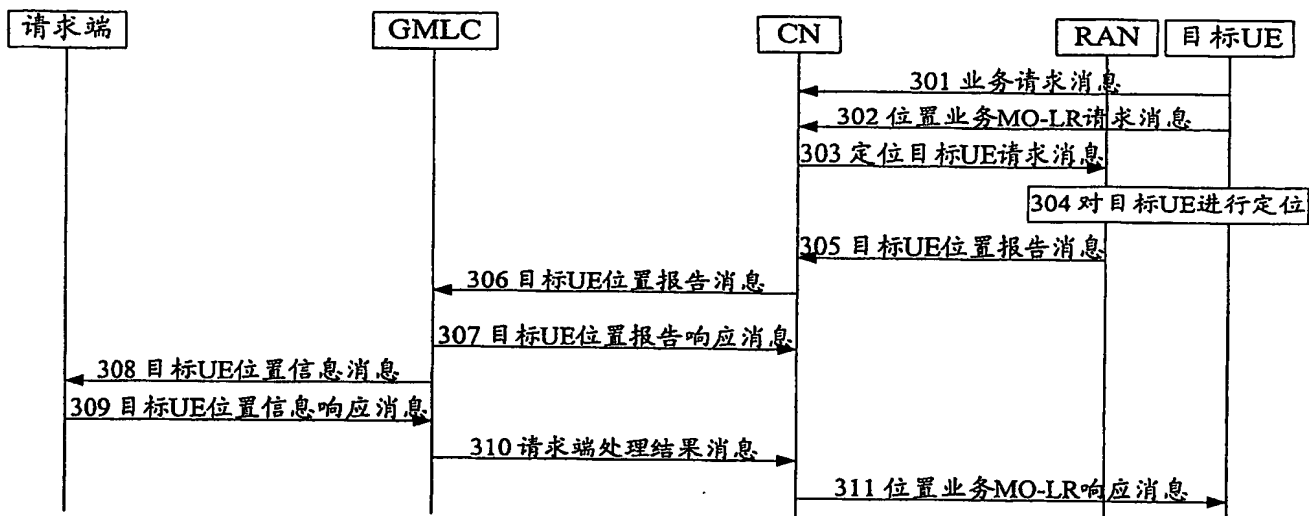 请求端
GMLC
CN
RAN
目标UE
301 业务请求消息
302 位置业务MO-LR请求消息
303 定位目标UE请求消息
304 对目标UE进行定位
305 目标UE位置报告消息
306 目标UE位置报告消息
307 目标UE位置报告响应消息
308 目标UE位置信息消息
309 目标UE位置信息响应消息
310 请求端处理结果消息
311 位置业务MO-LR响应消息